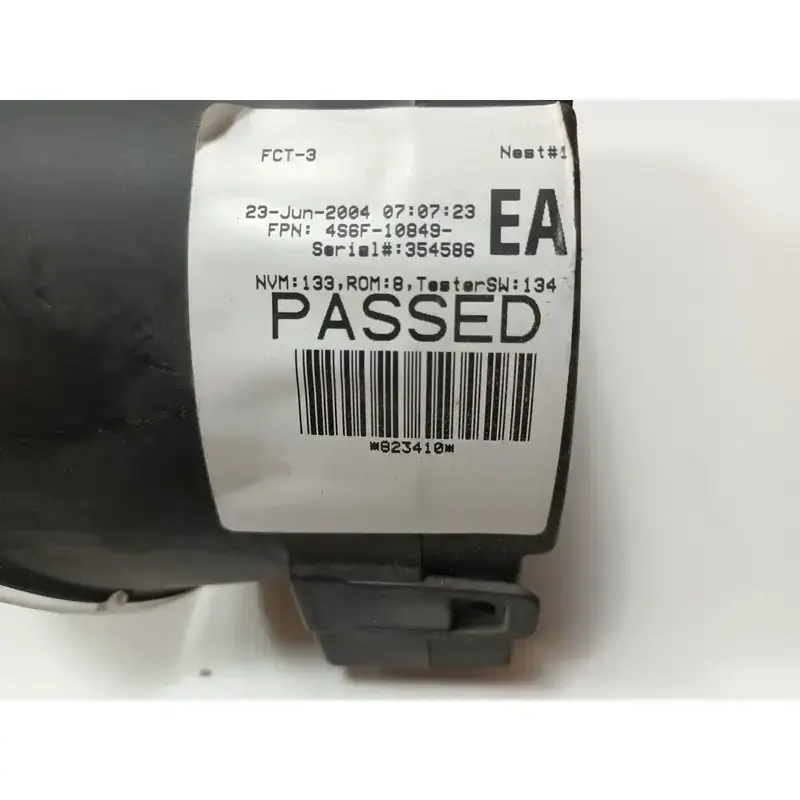 FCT-3 Nest#1
23-Jun-2004 07:07:23
EA
FPN: 4S6F-10849-
Serial#:354586
NVM:133,ROM:8,TesterSW:134
PASSED
*823410*